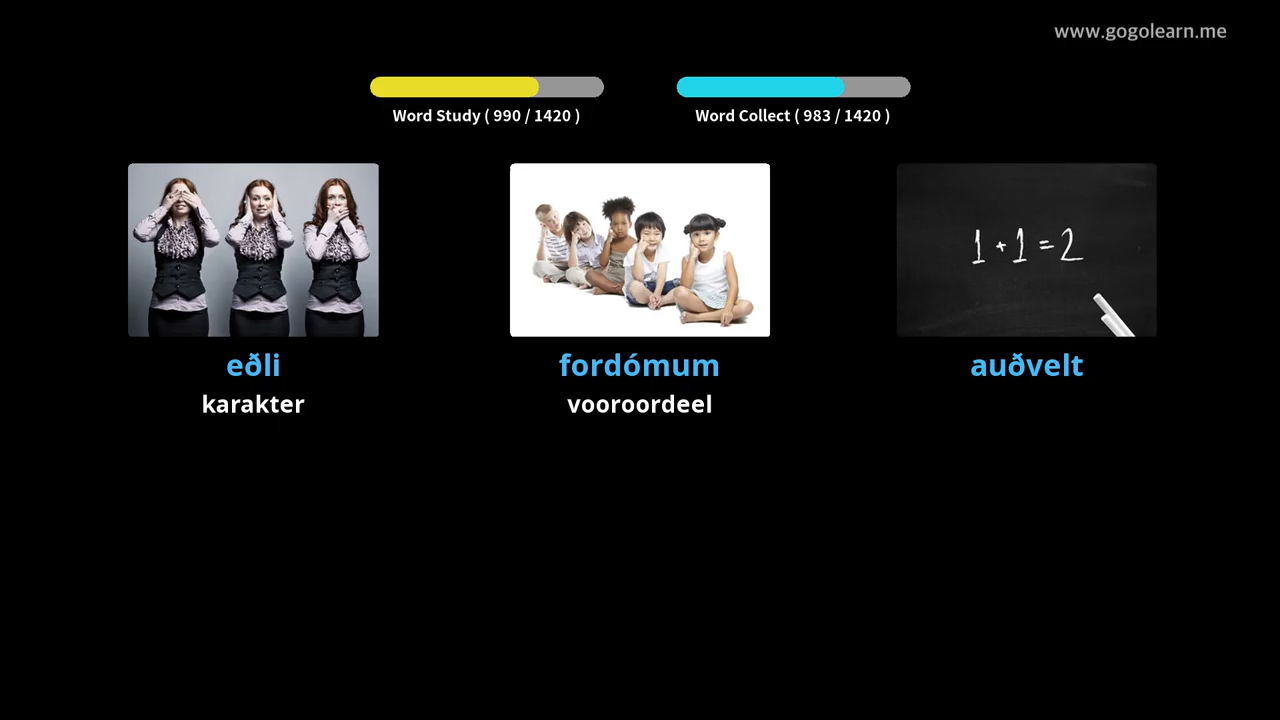 www.gogolearn.me
Word Study ( 990 / 1420 )
Word Collect ( 983 / 1420 )
1 + 1 = 2
eðli
fordómum
auðvelt
karakter
vooroordeel